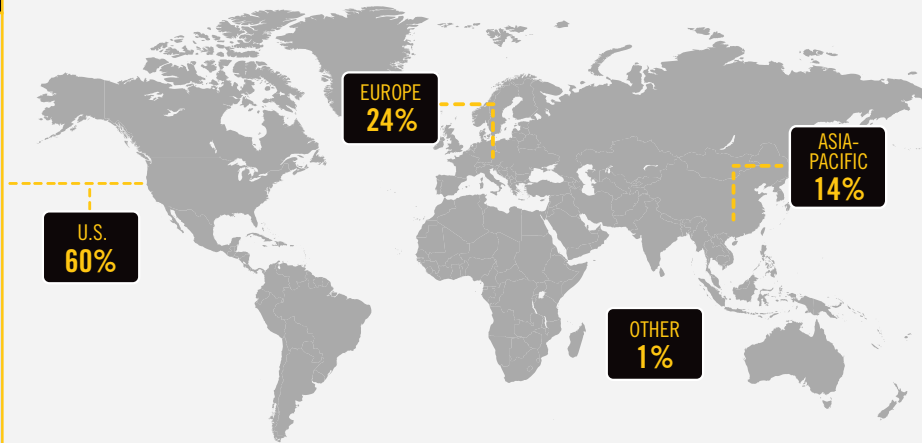 EUROPE
24%
ASIA-
PACIFIC
14%
U.S.
60%
OTHER
1%